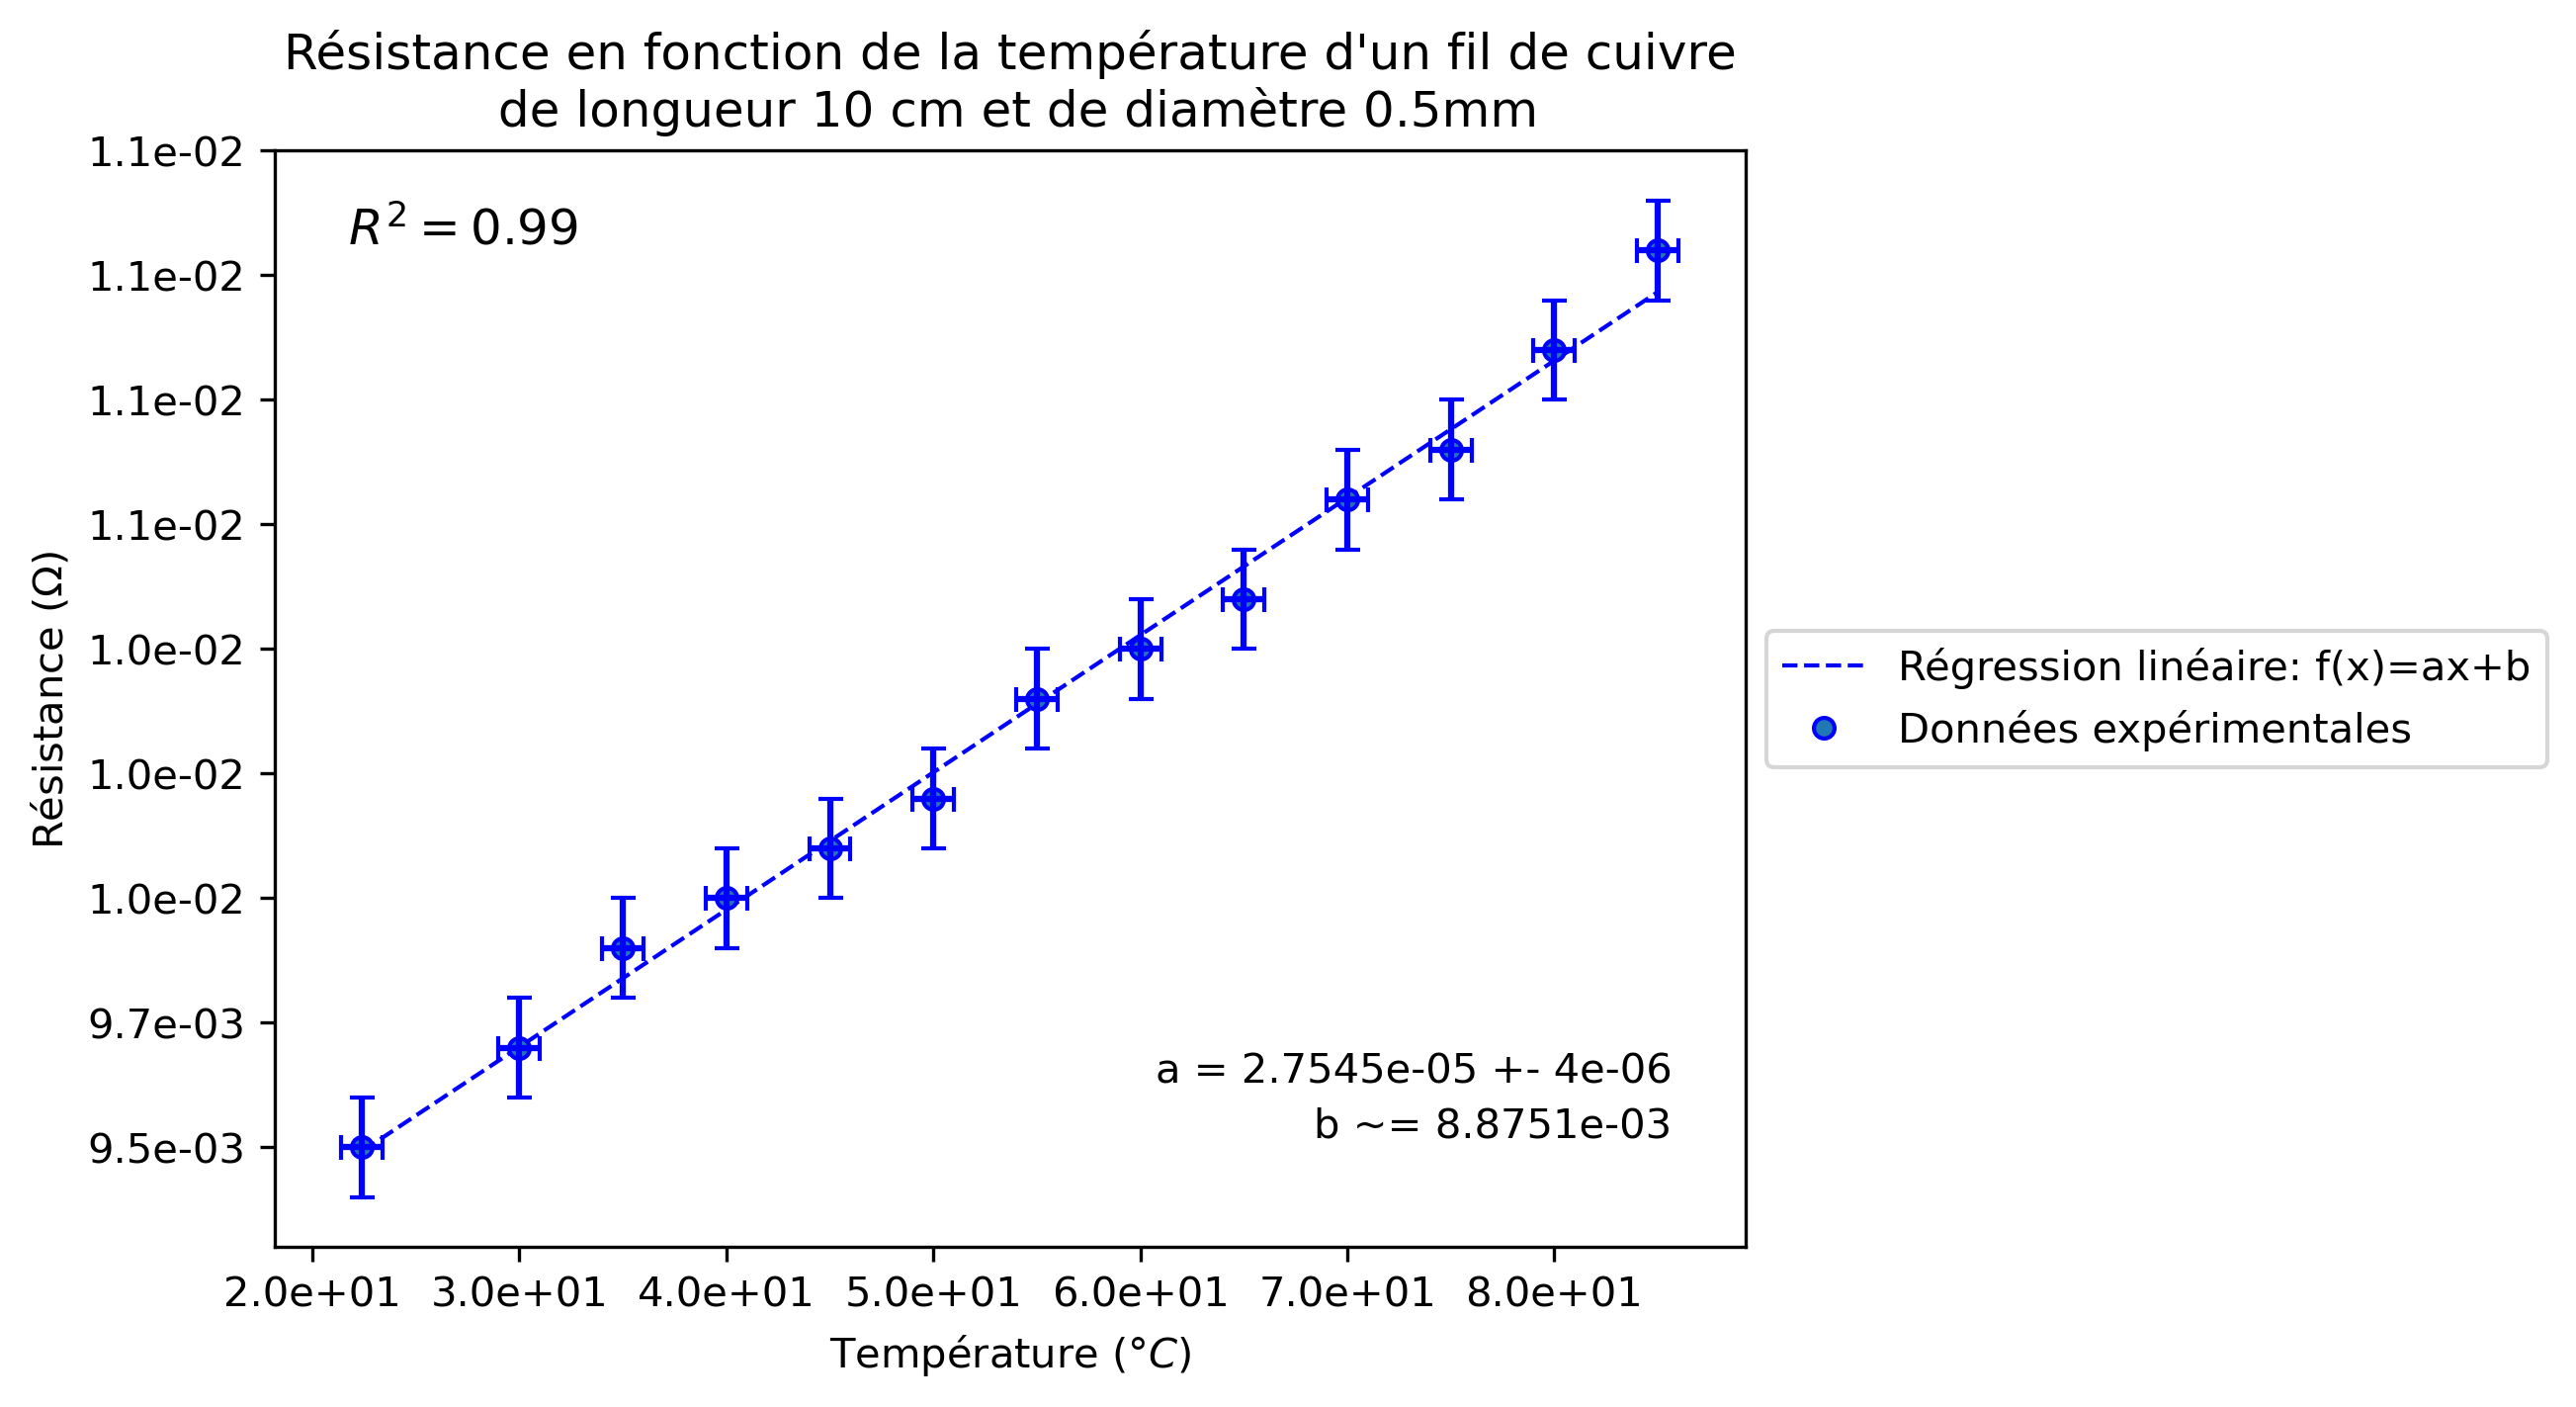 Résistance en fonction de la température d'un fil de cuivre
de longueur 10 cm et de diamètre 0.5mm
1.1e-02
1.1e-02
1.1e-02
1.1e-02
1.0e-02
1.0e-02
1.0e-02
9.7e-03
9.5e-03
Résistance (Ω)
R² = 0.99
a = 2.7545e-05 +- 4e-06
b ~= 8.8751e-03
2.0e+01 3.0e+01 4.0e+01 5.0e+01 6.0e+01 7.0e+01 8.0e+01
Température (°C)
Régression linéaire: f(x)=ax+b
Données expérimentales